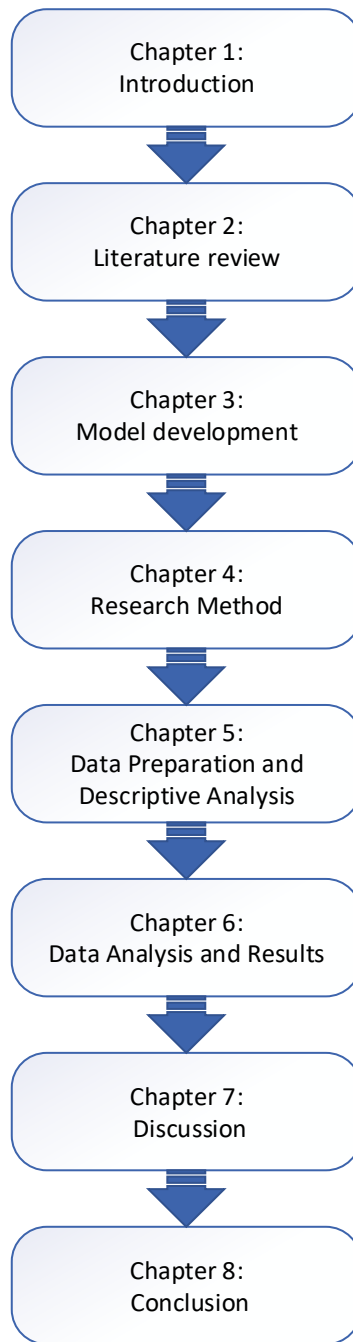 Chapter 1:
Introduction
Chapter 2:
Literature review
Chapter 3:
Model development
Chapter 4:
Research Method
Chapter 5:
Data Preparation and
Descriptive Analysis
Chapter 6:
Data Analysis and Results
Chapter 7:
Discussion
Chapter 8:
Conclusion